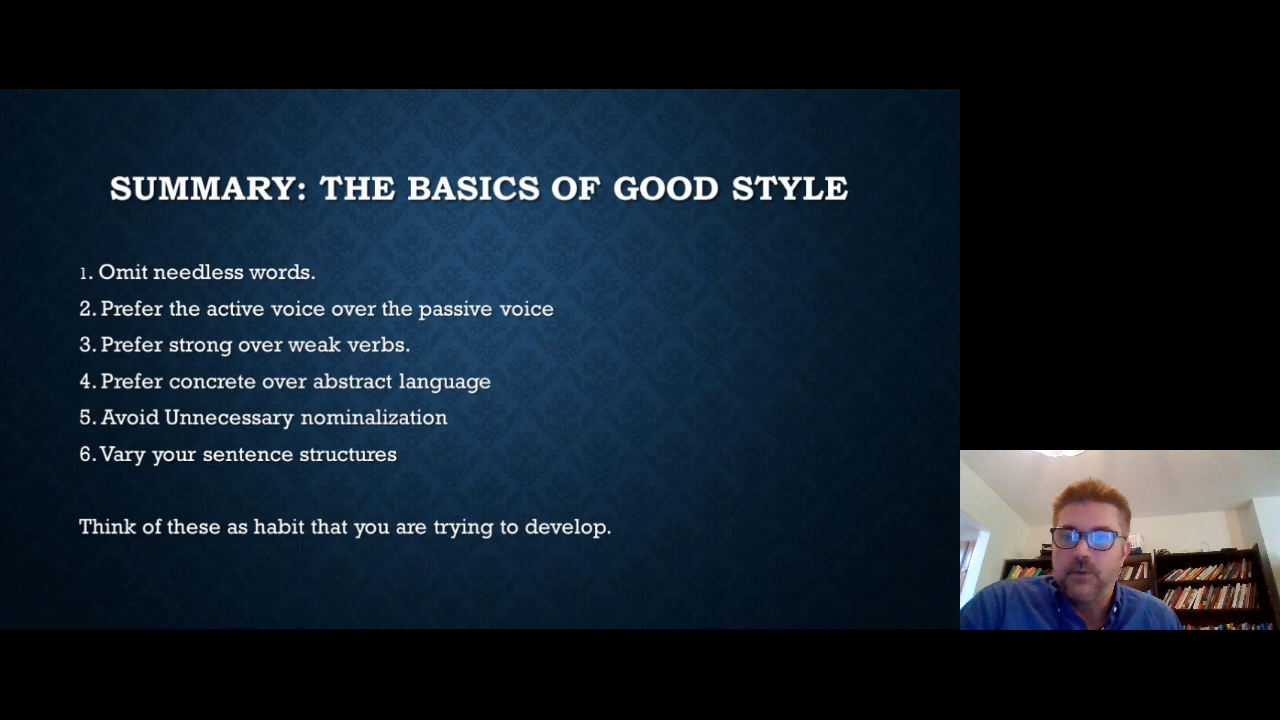 SUMMARY: THE BASICS OF GOOD STYLE
1. Omit needless words.
2. Prefer the active voice over the passive voice
3. Prefer strong over weak verbs.
4. Prefer concrete over abstract language
5. Avoid Unnecessary nominalization
6. Vary your sentence structures
Think of these as habit that you are trying to develop.